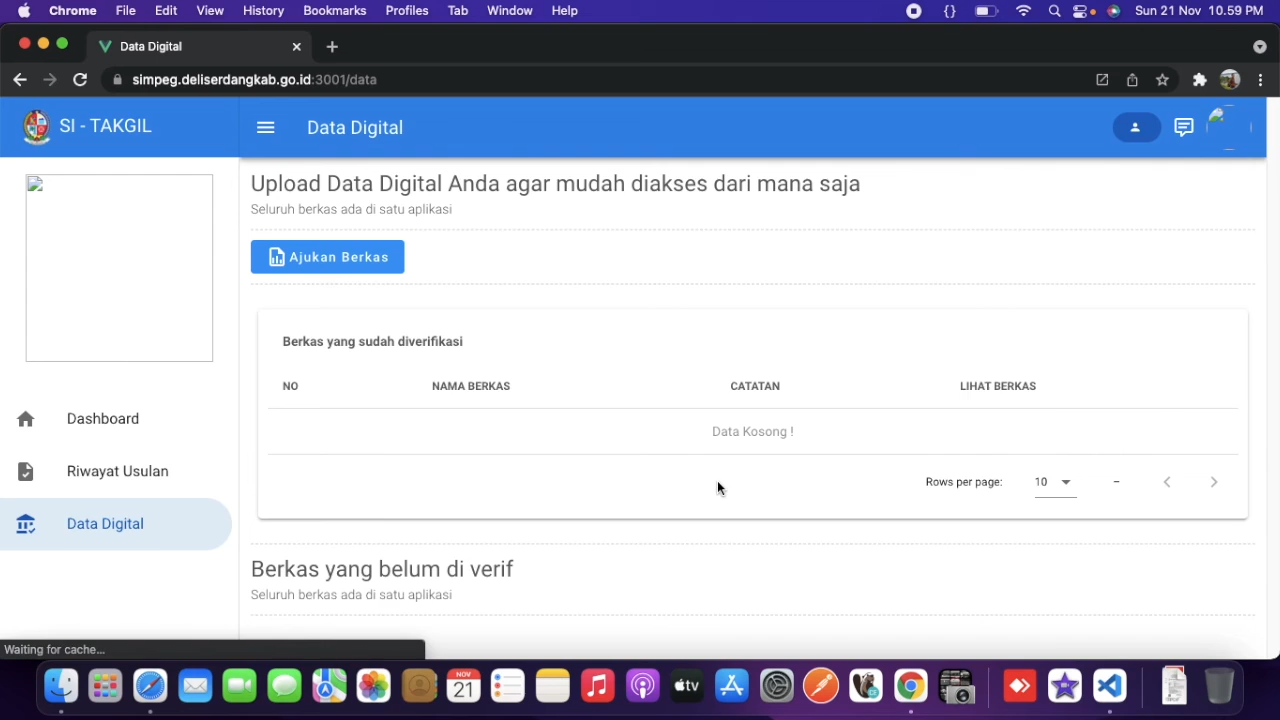 Chrome File Edit View History Bookmarks Profiles Tab Window Help Sun 21 Nov 10.59 PM
Data Digital
simpeg.deliserdangkab.go.id:3001/data
SI - TAKGIL
Data Digital
Upload Data Digital Anda agar mudah diakses dari mana saja
Seluruh berkas ada di satu aplikasi
Ajukan Berkas
Berkas yang sudah diverifikasi
NO NAMA BERKAS CATATAN LIHAT BERKAS
Data Kosong !
Rows per page: 10 –
Dashboard
Riwayat Usulan
Data Digital
Berkas yang belum di verif
Seluruh berkas ada di satu aplikasi
Waiting for cache...
NOV
21
tv